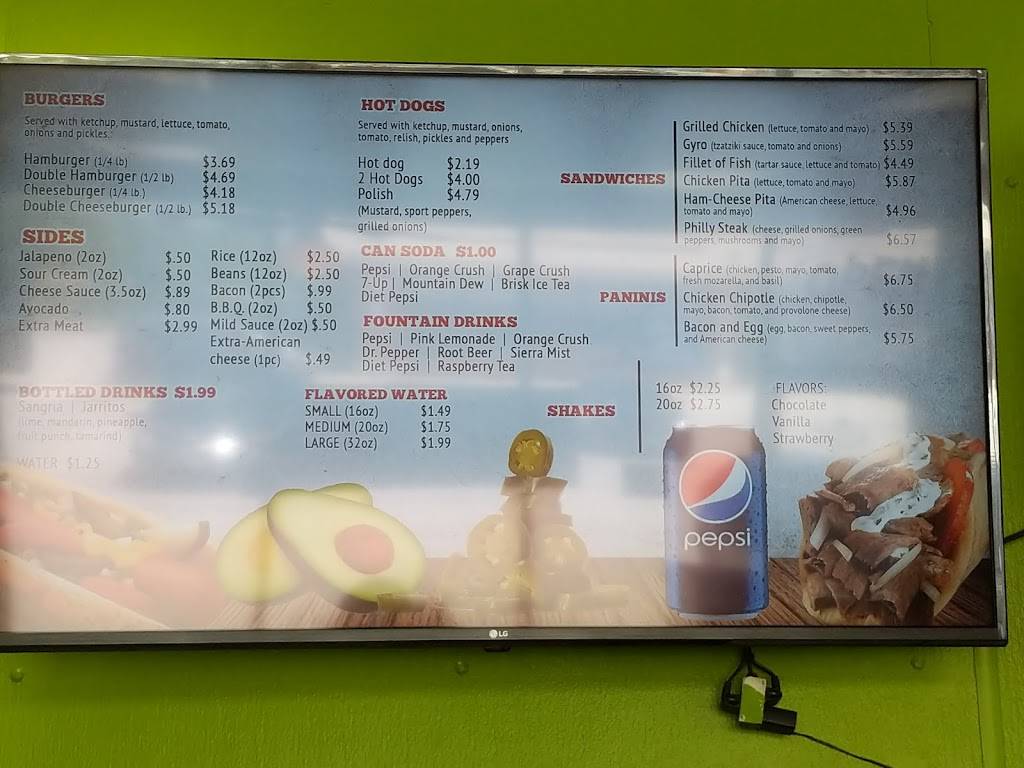 BURGERS
Served with ketchup, mustard, lettuce, tomato,
onions and pickles.
Hamburger (1/4 lb) $3.69
Double Hamburger (1/2 lb) $4.69
Cheeseburger (1/4 lb.) $4.18
Double Cheeseburger (1/2 lb.) $5.18
SIDES
Jalapeno (2oz) $.50
Sour Cream (2oz) $.50
Cheese Sauce (3.5oz) $.89
Avocado $.80
Extra Meat $2.99
Rice (12oz) $2.50
Beans (12oz) $2.50
Bacon (2pcs) $.99
B.B.Q. (2oz) $.50
Mild Sauce (2oz) $.50
Extra-American
cheese (1pc) $.49
HOT DOGS
Served with ketchup, mustard, onions,
tomato, relish, pickles and peppers
Hot dog $2.19
2 Hot Dogs $4.00
Polish $4.79
(Mustard, sport peppers,
grilled onions)
CAN SODA $1.00
Pepsi | Orange Crush | Grape Crush
7-Up | Mountain Dew | Brisk Ice Tea
Diet Pepsi
FOUNTAIN DRINKS
Pepsi | Pink Lemonade | Orange Crush
Dr. Pepper | Root Beer | Sierra Mist
Diet Pepsi | Raspberry Tea
SANDWICHES
Grilled Chicken (lettuce, tomato and mayo) $5.39
Gyro (tzatziki sauce, tomato and onions) $5.59
Fillet of Fish (tartar sauce, lettuce and tomato) $4.49
Chicken Pita (lettuce, tomato and mayo) $5.87
Ham-Cheese Pita (American cheese, lettuce,
tomato and mayo) $4.96
Philly Steak (cheese, grilled onions, green
peppers, mushrooms and mayo) $6.57
PANINIS
Caprice (chicken, pesto, mayo, tomato,
fresh mozarella, and basil) $6.75
Chicken Chipotle (chicken, chipotle,
mayo, bacon, tomato, and provolone cheese) $6.50
Bacon and Egg (egg, bacon, sweet peppers,
and American cheese) $5.75
BOTTLED DRINKS $1.99
Sangria | Jarritos
(lime, mandarin, pineapple,
fruit punch, tamarind)
WATER $1.25
FLAVORED WATER
SMALL (16oz) $1.49
MEDIUM (20oz) $1.75
LARGE (32oz) $1.99
SHAKES
16oz $2.25
20oz $2.75
FLAVORS:
Chocolate
Vanilla
Strawberry
pepsi
LG